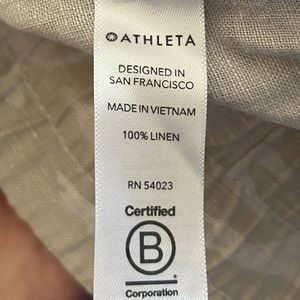 ATHLETA
DESIGNED IN
SAN FRANCISCO
MADE IN VIETNAM
100% LINEN
RN 54023
Certified
B
Corporation